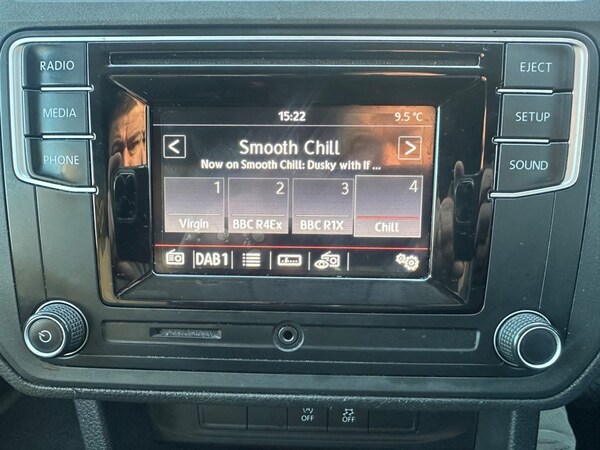 RADIO
MEDIA
PHONE
EJECT
SETUP
SOUND
15:22
9.5 °C
< Smooth Chill >
Now on Smooth Chill: Dusky with If ...
1 2 3 4
Virgin BBC R4Ex BBC R1X Chill
DAB1
OFF OFF